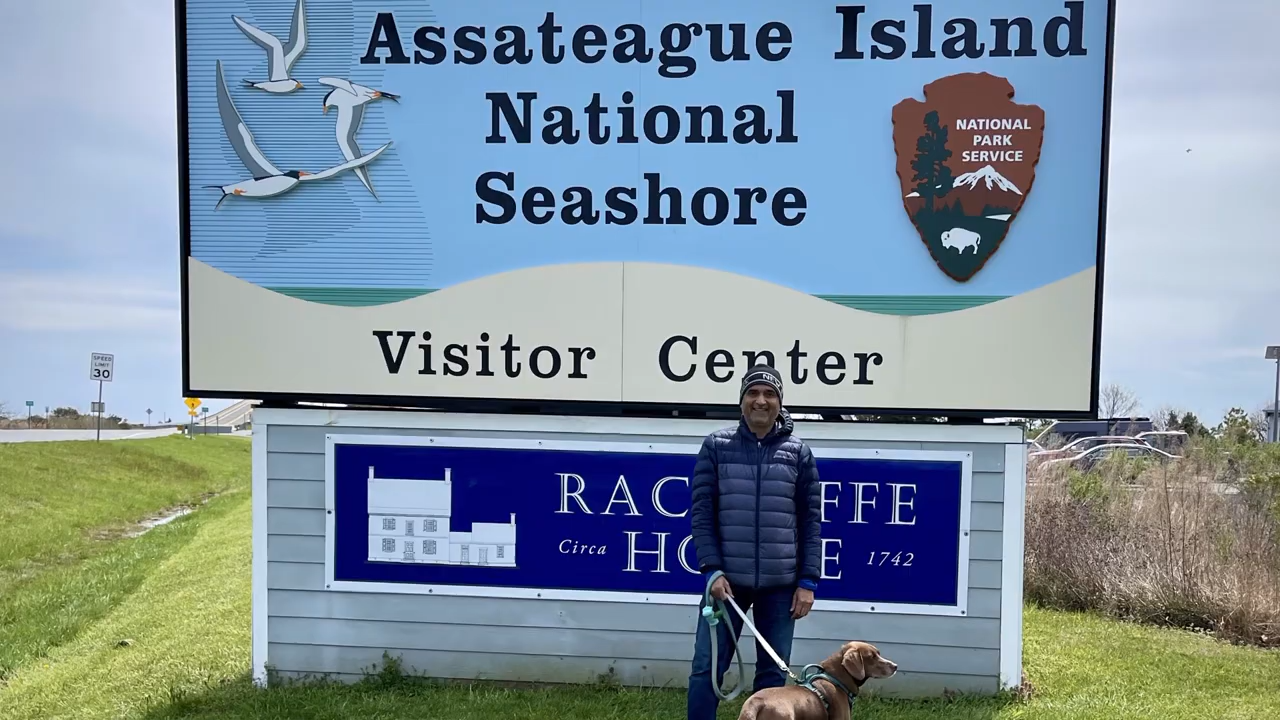 Assateague Island
National
Seashore
NATIONAL
PARK
SERVICE
Visitor Center
SPEED
LIMIT
30
RAC FFE
Circa HO E 1742